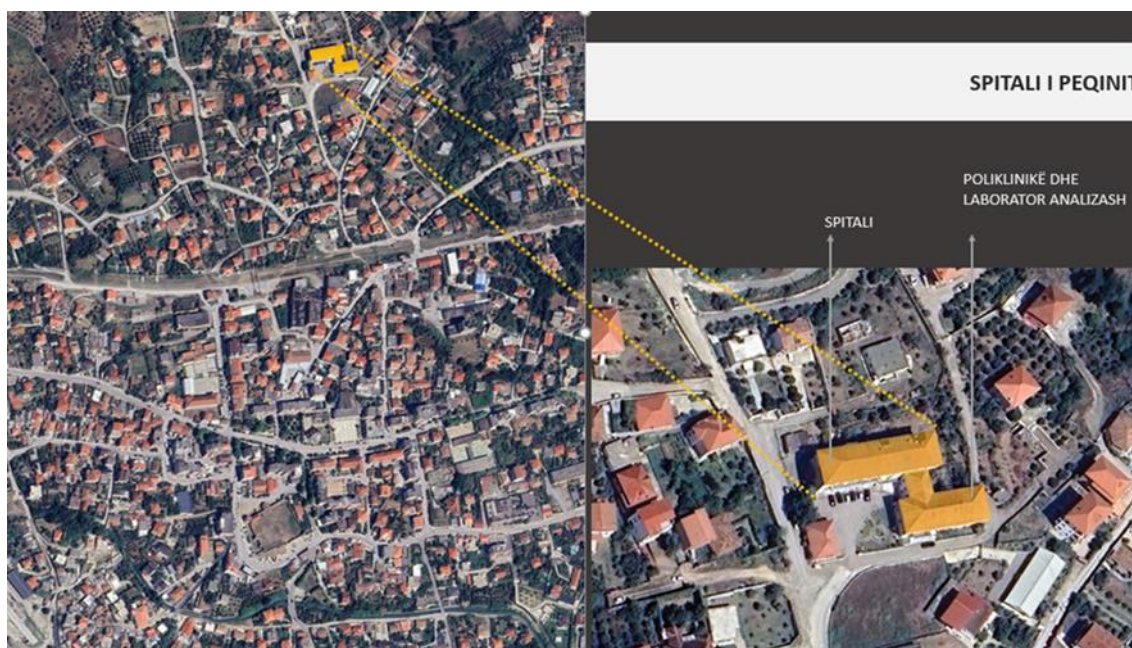 SPITALI I PEQINIT
POLIKLINIKË DHE
LABORATOR ANALIZASH
SPITALI